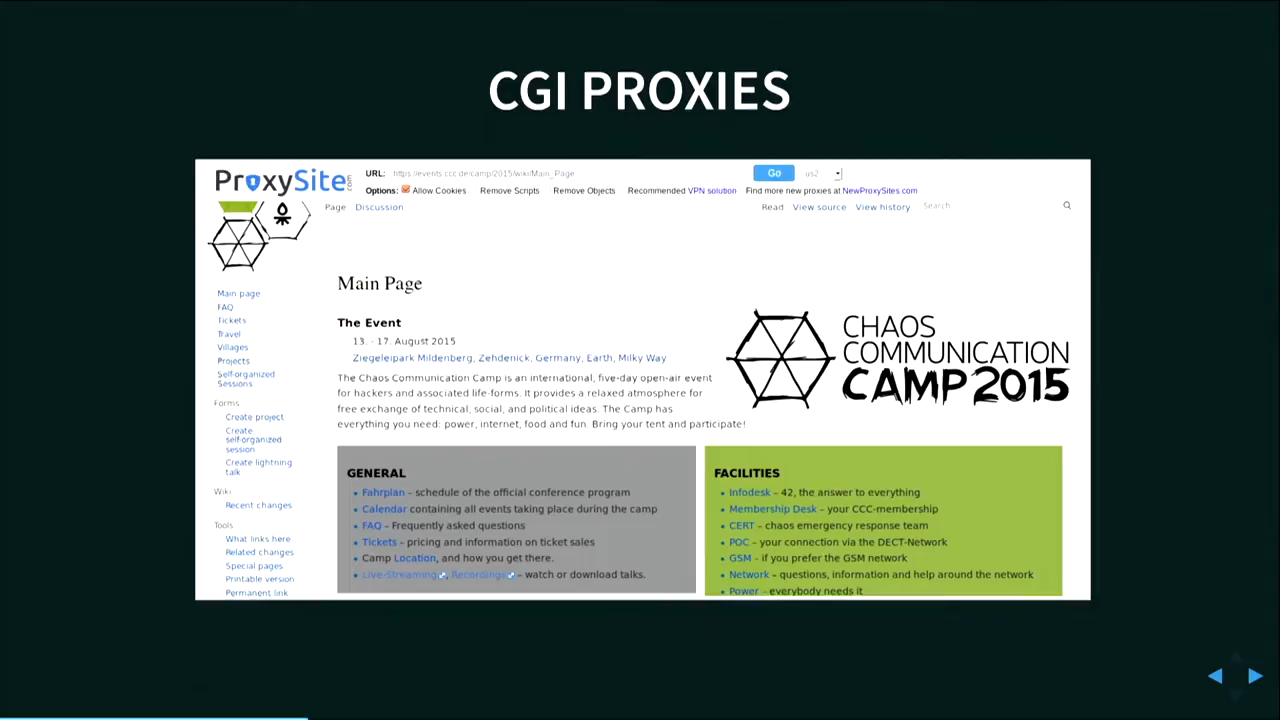 CGI PROXIES
ProxySite.com
URL: https://events.ccc.de/camp/2015/wiki/Main_Page Go us2
Options: Allow Cookies Remove Scripts Remove Objects Recommended VPN solution Find more new proxies at NewProxySites.com
Page Discussion Read View source View history Search
Main page
FAQ
Tickets
Travel
Villages
Projects
Self-organized
Sessions
Forms
Create project
Create
self-organized
session
Create lightning
talk
Wiki
Recent changes
Tools
What links here
Related changes
Special pages
Printable version
Permanent link
Main Page
The Event
13. - 17. August 2015
Ziegeleipark Mildenberg, Zehdenick, Germany, Earth, Milky Way
The Chaos Communication Camp is an international, five-day open-air event
for hackers and associated life-forms. It provides a relaxed atmosphere for
free exchange of technical, social, and political ideas. The Camp has
everything you need: power, internet, food and fun. Bring your tent and participate!
CHAOS
COMMUNICATION
CAMP 2015
GENERAL
• Fahrplan – schedule of the official conference program
• Calendar containing all events taking place during the camp
• FAQ – Frequently asked questions
• Tickets – pricing and information on ticket sales
• Camp Location, and how you get there.
• Live-Streaming, Recordings – watch or download talks.
FACILITIES
• Infodesk – 42, the answer to everything
• Membership Desk – your CCC-membership
• CERT – chaos emergency response team
• POC – your connection via the DECT-Network
• GSM – if you prefer the GSM network
• Network – questions, information and help around the network
• Power – everybody needs it